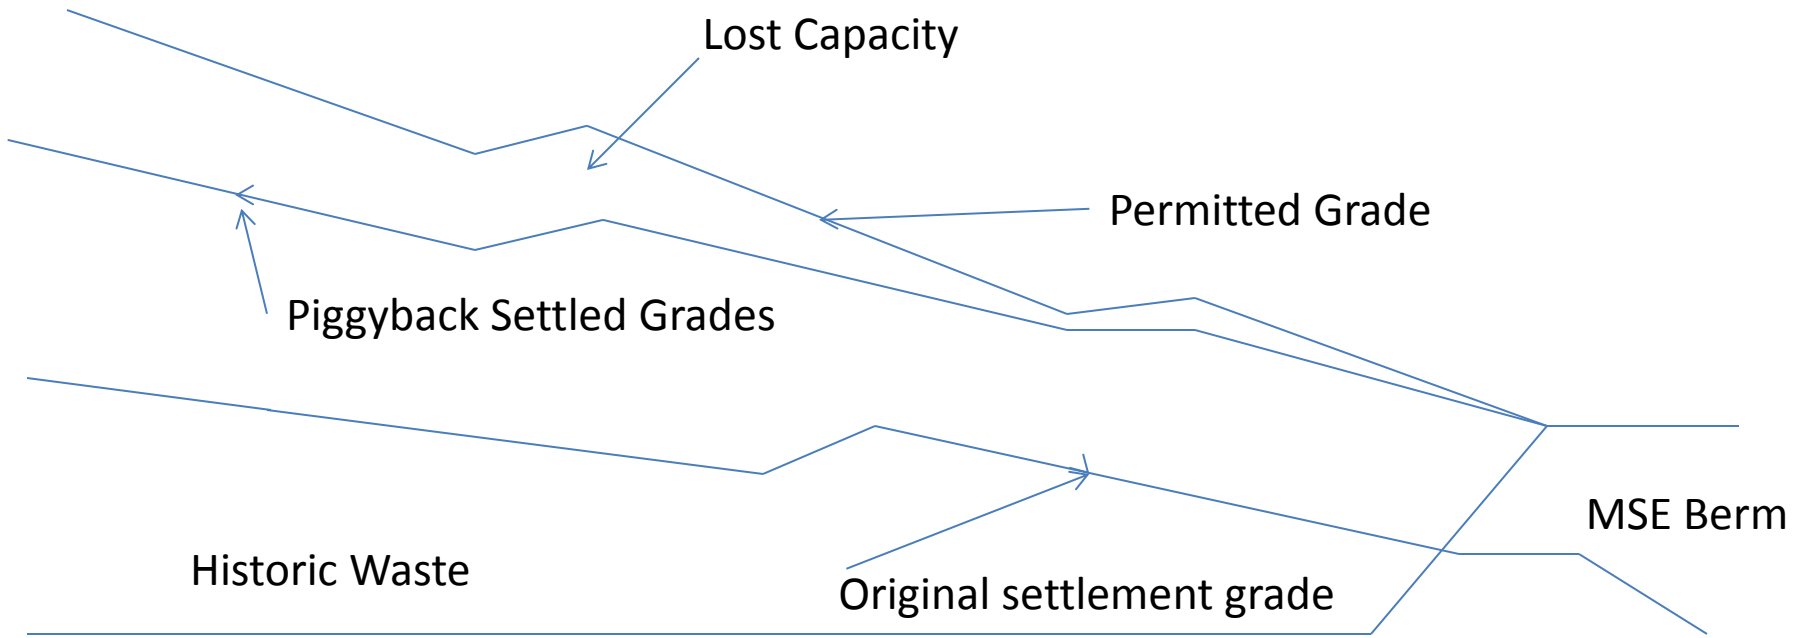 Lost Capacity
Permitted Grade
Piggyback Settled Grades
MSE Berm
Historic Waste
Original settlement grade